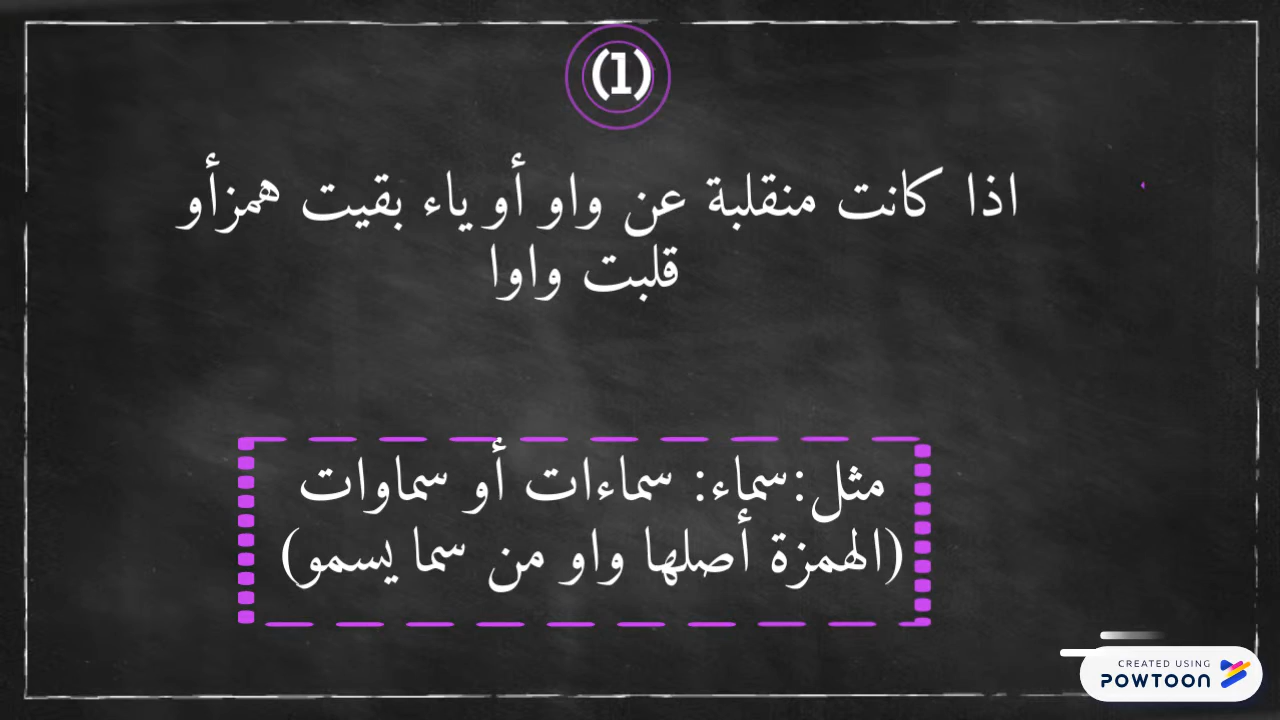 (1)
اذا كانت منقلبة عن واو أو ياء بقيت همزأو
قلبت واوا
مثل:سماء: سماءات أو سماوات
(الهمزة أصلها واو من سما يسمو)
CREATED USING
POWTOON